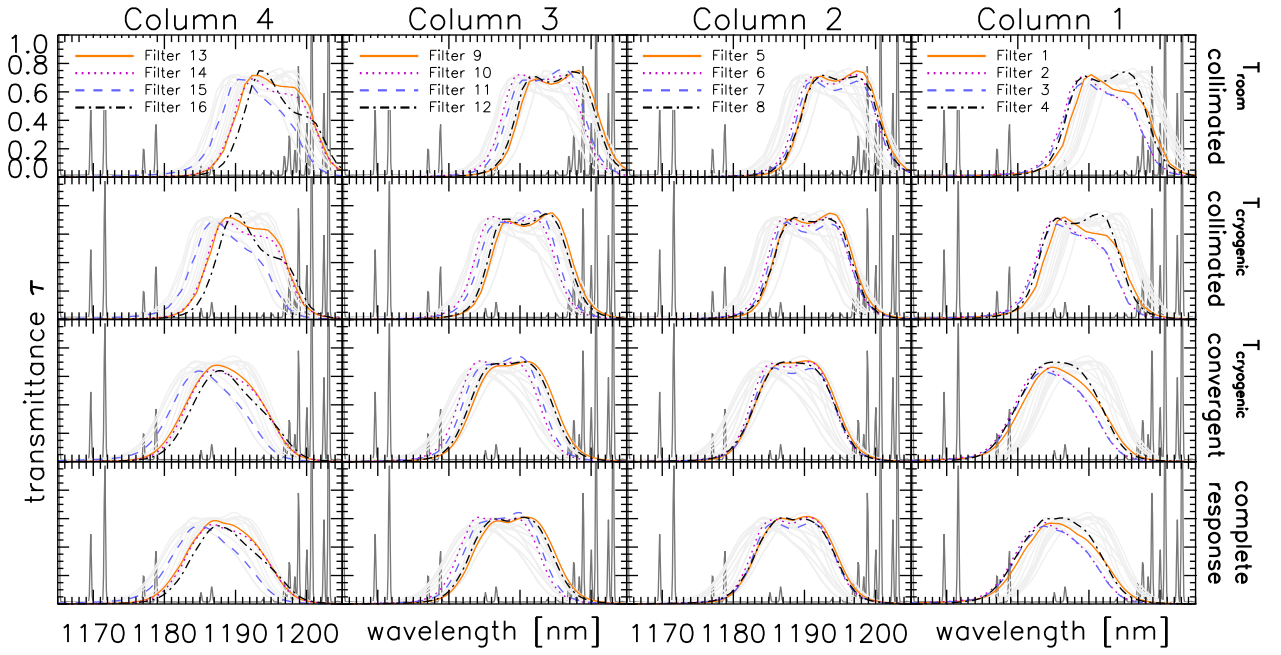 Column 4
Column 3
Column 2
Column 1
1.0
0.8
0.6
0.4
0.2
0.0
Filter 13
Filter 14
Filter 15
Filter 16
Filter 9
Filter 10
Filter 11
Filter 12
Filter 5
Filter 6
Filter 7
Filter 8
Filter 1
Filter 2
Filter 3
Filter 4
T room
collimated
T cryogenic
collimated
T cryogenic
convergent
complete
response
transmittance τ
1170 1180 1190 1200
wavelength [nm]
1170 1180 1190 1200
wavelength [nm]